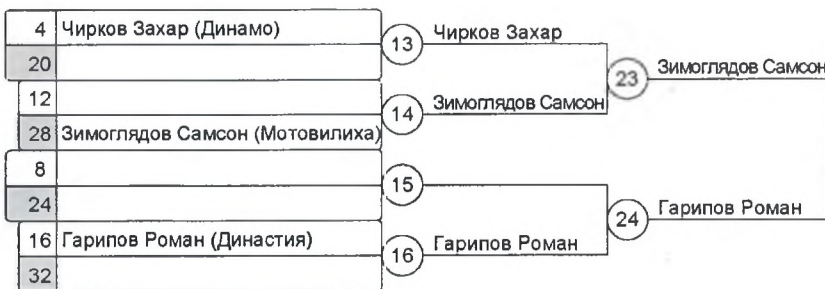 4 Чирков Захар (Динамо)
20
12
28 Зимоглядов Самсон (Мотовилиха)
8
24
16 Гарипов Роман (Династия)
32
13 Чирков Захар
14 Зимоглядов Самсон
15
16 Гарипов Роман
23 Зимоглядов Самсон
24 Гарипов Роман